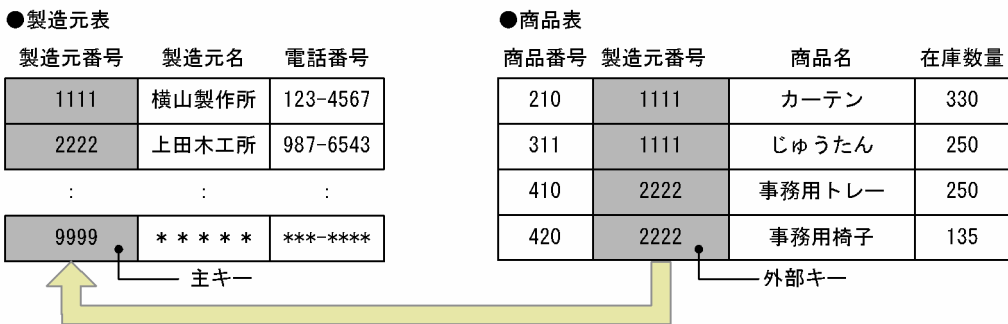 ●製造元表
製造元番号 製造元名 電話番号
1111 横山製作所 123-4567
2222 上田木工所 987-6543
： ： ：
9999 ＊＊＊＊＊ ***-****
主キー
●商品表
商品番号 製造元番号 商品名 在庫数量
210 1111 カーテン 330
311 1111 じゅうたん 250
410 2222 事務用トレー 250
420 2222 事務用椅子 135
外部キー